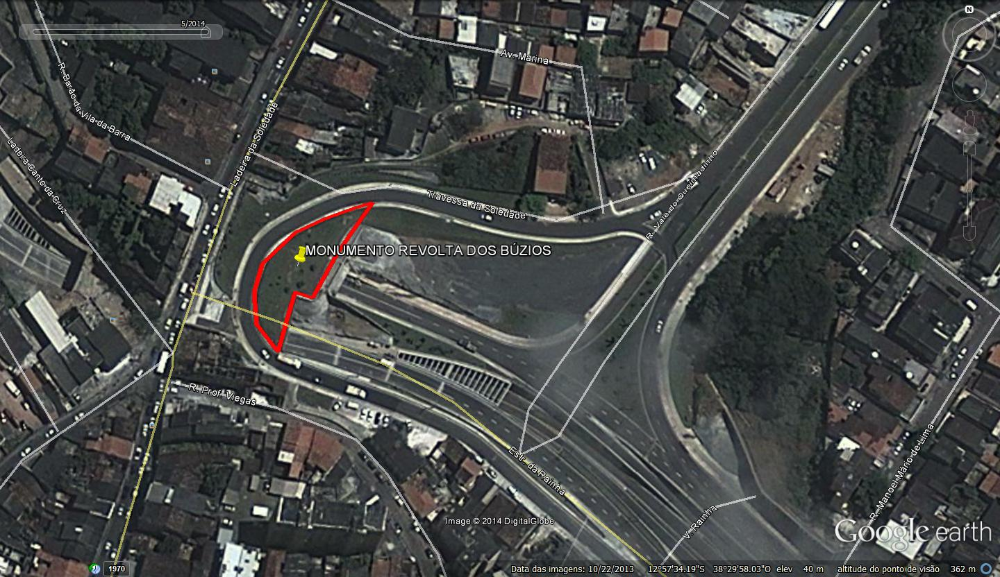 5/2014
N
Av. Marina
R. Barão da Vila da Barra
Ladeira da Soledade
Ladeira Canto da Cruz
Travessa da Soledade
R. Vale do Queimadinho
MONUMENTO REVOLTA DOS BÚZIOS
R. Prof. Viegas
Estr. da Rainha
V. Rainha
R. Manoel Mário de Lima
Image © 2014 DigitalGlobe
Google earth
1970
Data das imagens: 10/22/2013 12°57'34.19"S 38°29'58.03"O elev 40 m altitude do ponto de visão 362 m